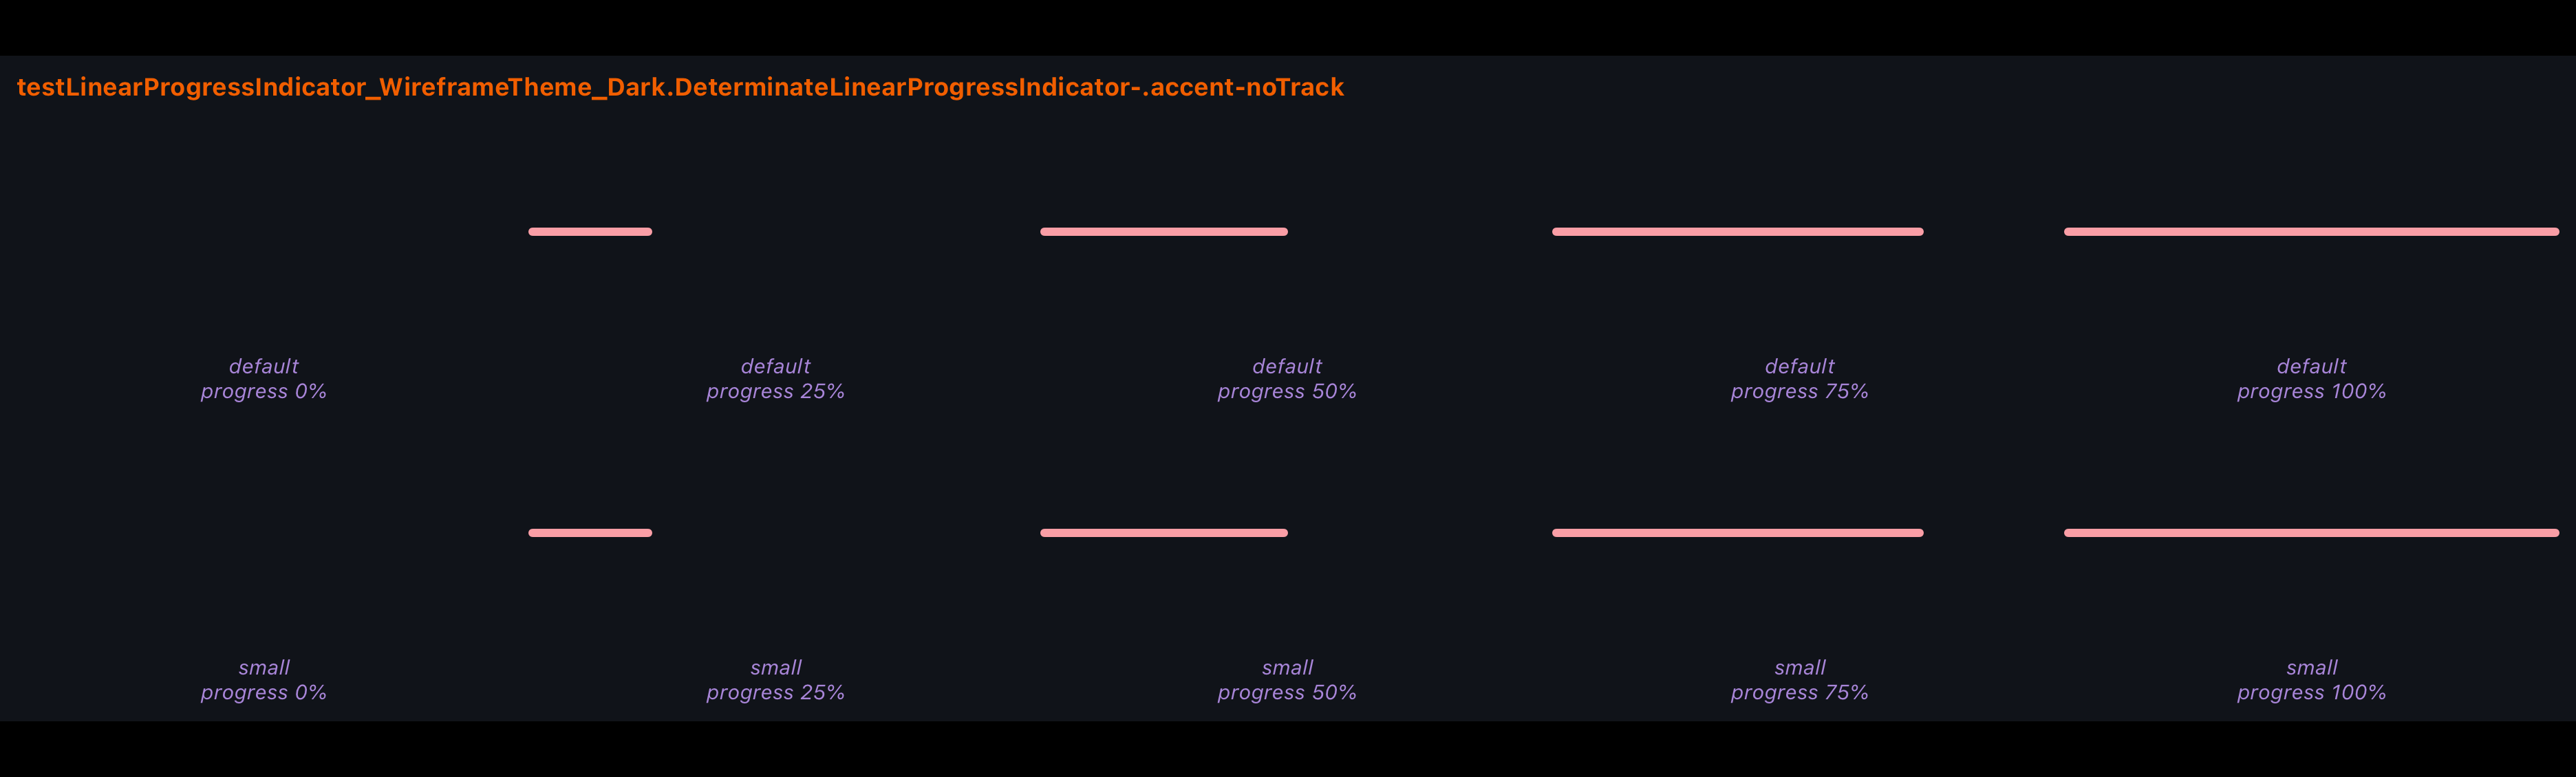 testLinearProgressIndicator_WireframeTheme_Dark.DeterminateLinearProgressIndicator-.accent-noTrack
default
progress 0%
default
progress 25%
default
progress 50%
default
progress 75%
default
progress 100%
small
progress 0%
small
progress 25%
small
progress 50%
small
progress 75%
small
progress 100%